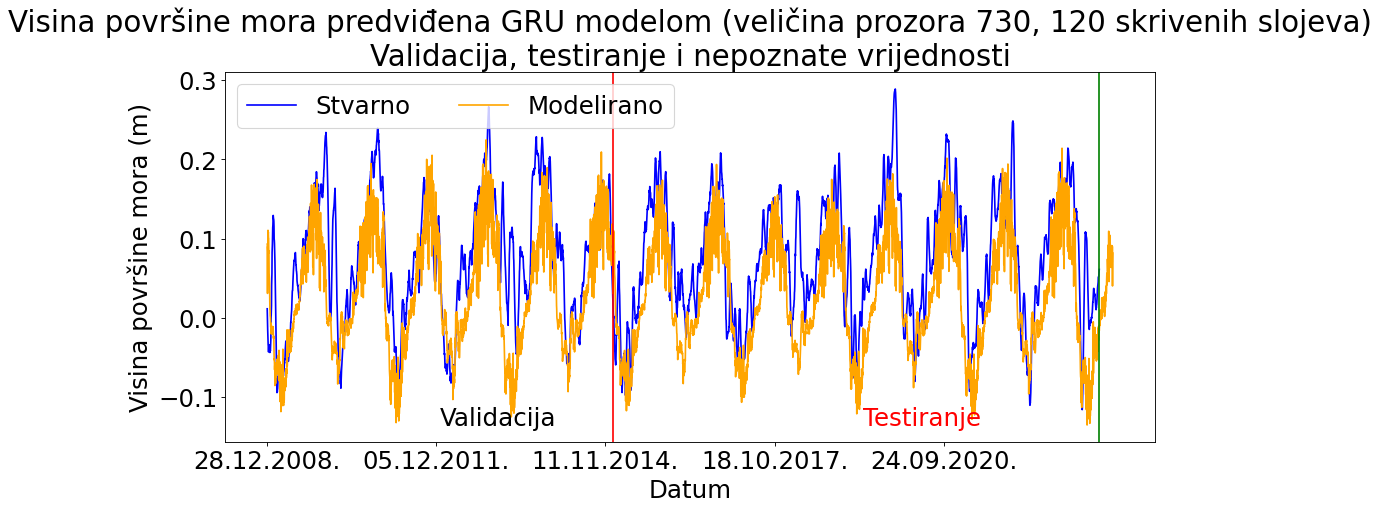 Visina površine mora predviđena GRU modelom (veličina prozora 730, 120 skrivenih slojeva)
Validacija, testiranje i nepoznate vrijednosti
Stvarno
Modelirano
0.3
0.2
0.1
0.0
−0.1
Visina površine mora (m)
Validacija
Testiranje
28.12.2008.
05.12.2011.
11.11.2014.
18.10.2017.
24.09.2020.
Datum